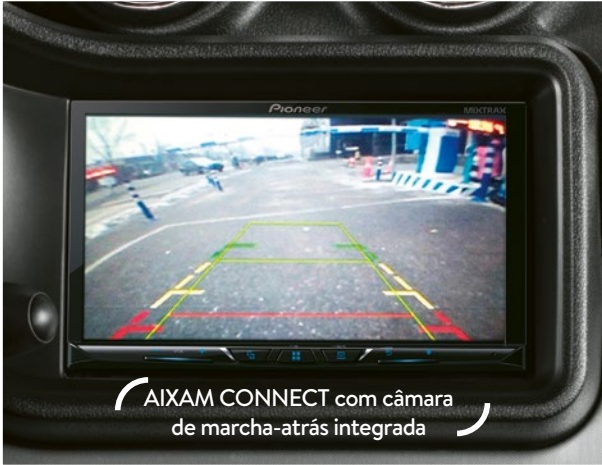 Pioneer
MIXTRAX
AIXAM CONNECT com câmara
de marcha-atrás integrada